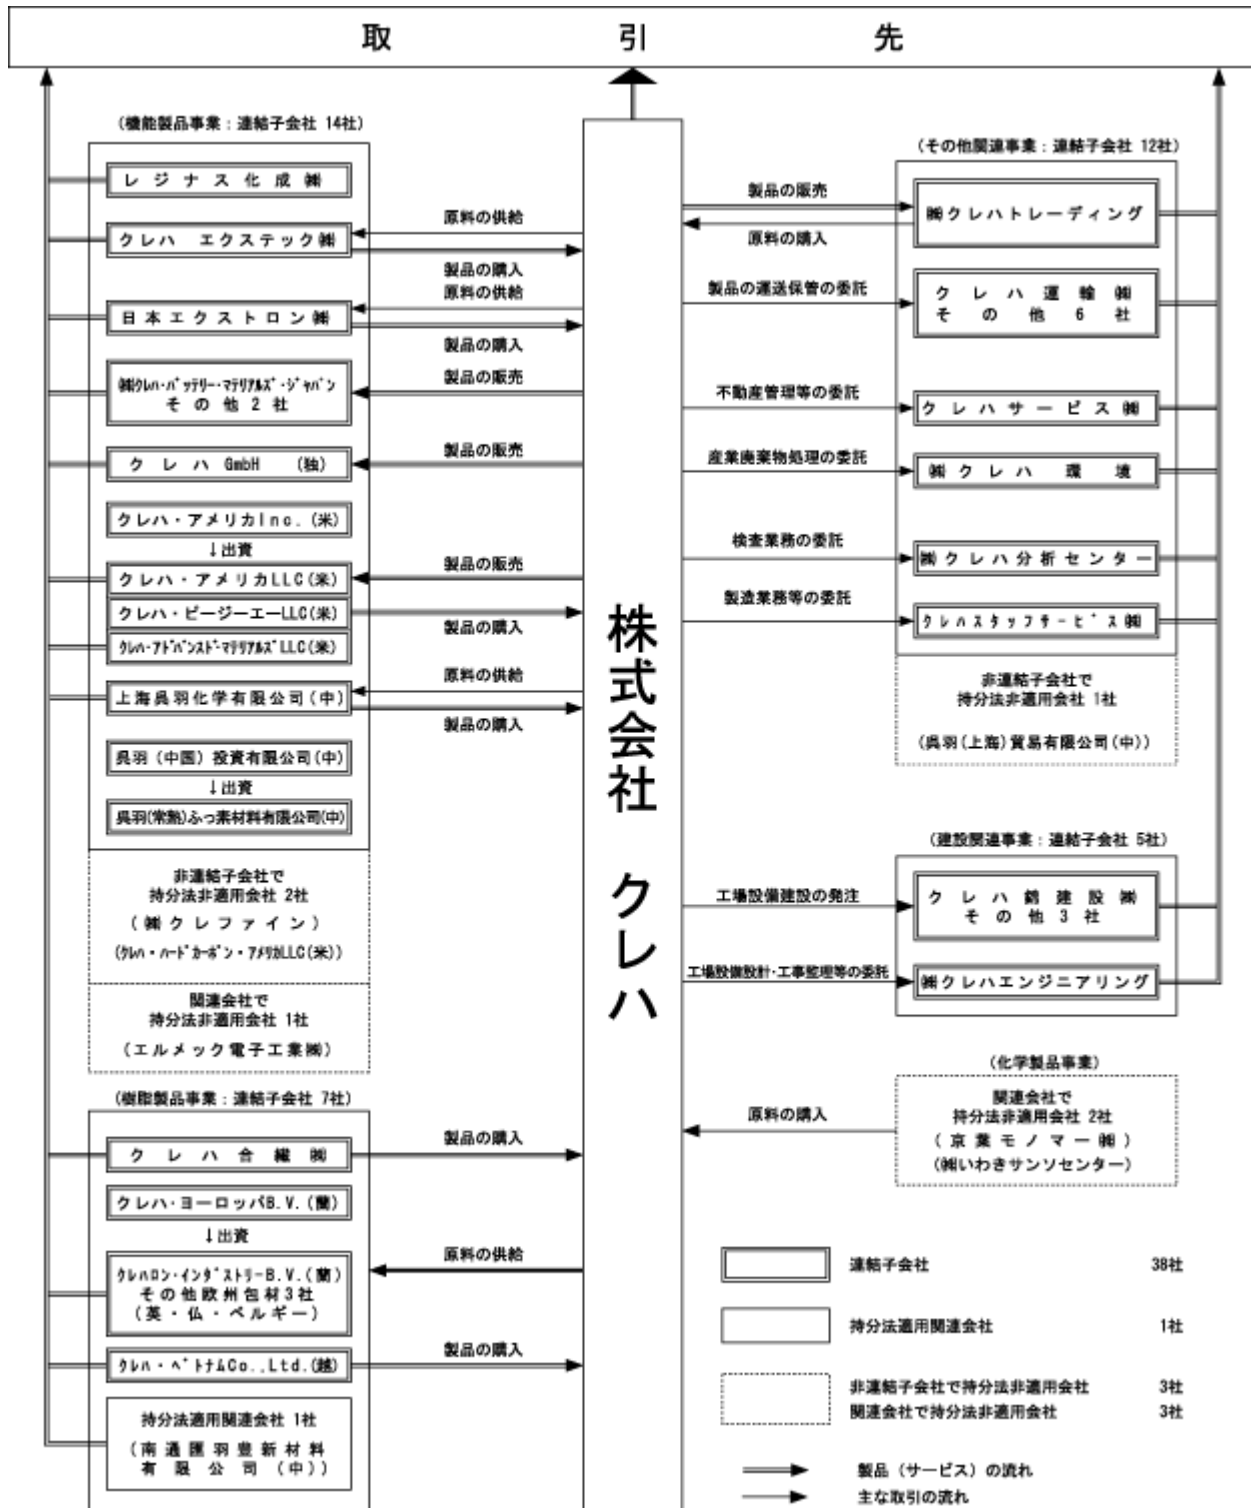 取引先
(機能製品事業：連結子会社 14社)
レジナス化成㈱
クレハ エクステック㈱
原料の供給
製品の購入
日本エクストロン㈱
原料の供給
製品の購入
㈱クレハ・バッテリー・マテリアルズ・ジャパン
その他2社
製品の販売
クレハGmbH (独)
製品の販売
クレハ・アメリカInc.(米)
↓出資
クレハ・アメリカLLC(米)
製品の販売
クレハ・ピージーエーLLC(米)
製品の購入
クレハ・アドバンスド・マテリアルズLLC(米)
上海呉羽化学有限公司(中)
原料の供給
製品の購入
呉羽(中国)投資有限公司(中)
↓出資
呉羽(常熟)ふっ素材料有限公司(中)
非連結子会社で
持分法非適用会社 2社
(㈱クレファイン)
(クレハ・ハードカーボン・アメリカLLC(米))
関連会社で
持分法非適用会社 1社
(エルメック電子工業㈱)
(樹脂製品事業：連結子会社 7社)
クレハ合繊㈱
製品の購入
クレハ・ヨーロッパB.V.(蘭)
↓出資
クレハロン・インダストリーB.V.(蘭)
その他欧州包材3社
(英・仏・ベルギー)
原料の供給
クレハ・ベトナムCo.,Ltd.(越)
製品の購入
持分法適用関連会社 1社
(南通匯羽豊新材料
有限公司(中))
株式会社 クレハ
(その他関連事業：連結子会社 12社)
製品の販売
㈱クレハトレーディング
原料の購入
製品の運送保管の委託
クレハ運輸㈱
その他6社
不動産管理等の委託
クレハサービス㈱
産業廃棄物処理の委託
㈱クレハ環境
検査業務の委託
㈱クレハ分析センター
製造業務等の委託
クレハスタッフサービス㈱
非連結子会社で
持分法非適用会社 1社
(呉羽(上海)貿易有限公司(中))
(建設関連事業：連結子会社 5社)
工場設備建設の発注
クレハ錦建設㈱
その他3社
工場設備設計・工事監理等の委託
㈱クレハエンジニアリング
(化学製品事業)
関連会社で
持分法非適用会社 2社
原料の購入
(京葉モノマー㈱)
(㈱いわきサンソセンター)
連結子会社 38社
持分法適用関連会社 1社
非連結子会社で持分法非適用会社 3社
関連会社で持分法非適用会社 3社
製品(サービス)の流れ
主な取引の流れ